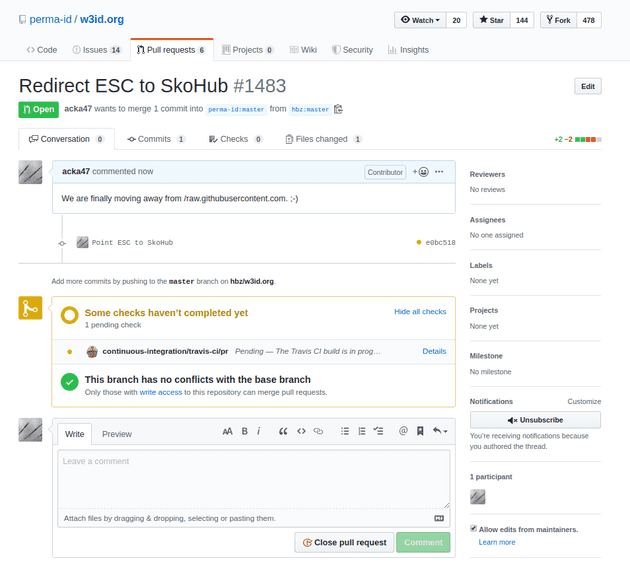 perma-id / w3id.org
Watch 20 Star 144 Fork 478
Code Issues 14 Pull requests 6 Projects 0 Wiki Security Insights
Redirect ESC to SkoHub #1483 Edit
Open acka47 wants to merge 1 commit into perma-id:master from hbz:master
Conversation 0 Commits 1 Checks 0 Files changed 1 +2 −2
acka47 commented now Contributor
We are finally moving away from /raw.githubusercontent.com. ;-)
Point ESC to SkoHub e0bc518
Add more commits by pushing to the master branch on hbz/w3id.org.
Some checks haven't completed yet Hide all checks
1 pending check
continuous-integration/travis-ci/pr Pending — The Travis CI build is in prog… Details
This branch has no conflicts with the base branch
Only those with write access to this repository can merge pull requests.
Write Preview AA B i
Leave a comment
Attach files by dragging & dropping, selecting or pasting them.
Close pull request Comment
Reviewers
No reviews
Assignees
No one assigned
Labels
None yet
Projects
None yet
Milestone
No milestone
Notifications Customize
Unsubscribe
You're receiving notifications because
you authored the thread.
1 participant
Allow edits from maintainers.
Learn more